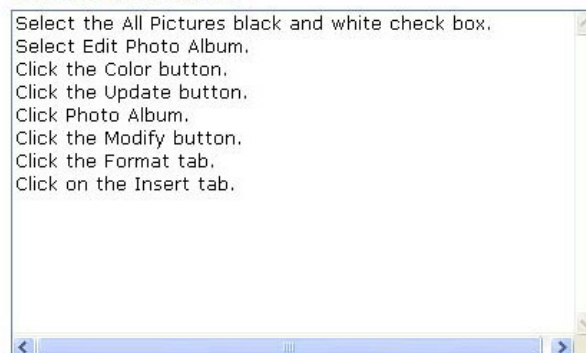 Select the All Pictures black and white check box.
Select Edit Photo Album.
Click the Color button.
Click the Update button.
Click Photo Album.
Click the Modify button.
Click the Format tab.
Click on the Insert tab.